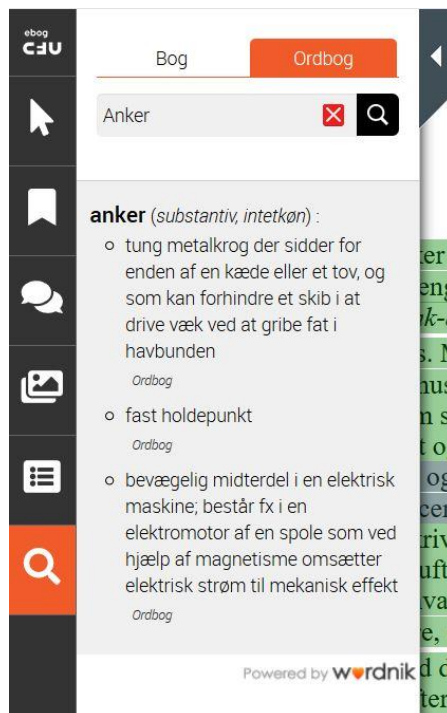 ebog
CFU
Bog
Ordbog
Anker
anker (substantiv, intetkøn) :
tung metalkrog der sidder for
enden af en kæde eller et tov, og
som kan forhindre et skib i at
drive væk ved at gribe fat i
havbunden
Ordbog
fast holdepunkt
Ordbog
bevægelig midterdel i en elektrisk
maskine; består fx i en
elektromotor af en spole som ved
hjælp af magnetisme omsætter
elektrisk strøm til mekanisk effekt
Ordbog
Powered by wordnik